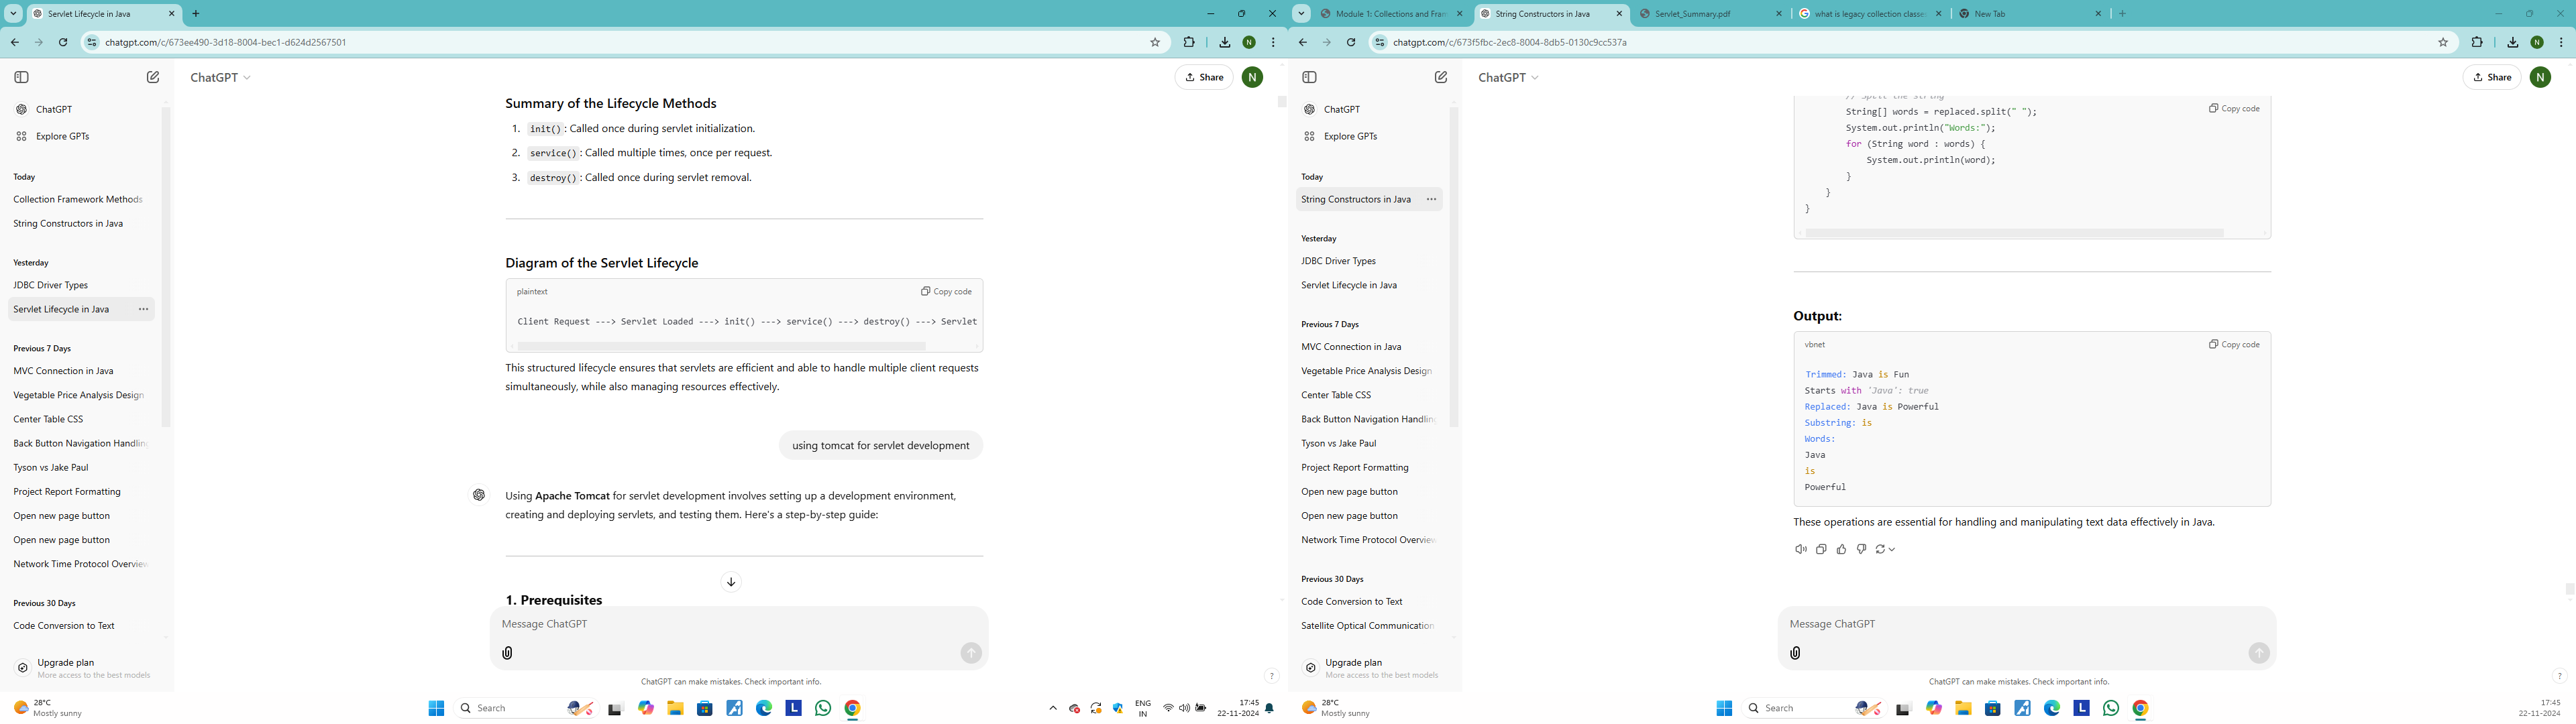 Servlet Lifecycle in Java
chatgpt.com/c/673ee490-3d18-8004-bec1-d624d2567501
N
ChatGPT
Share
N
ChatGPT
Explore GPTs
Today
Collection Framework Methods
String Constructors in Java
Yesterday
JDBC Driver Types
Servlet Lifecycle in Java
Previous 7 Days
MVC Connection in Java
Vegetable Price Analysis Design
Center Table CSS
Back Button Navigation Handling
Tyson vs Jake Paul
Project Report Formatting
Open new page button
Open new page button
Network Time Protocol Overview
Previous 30 Days
Code Conversion to Text
Upgrade plan
More access to the best models
Summary of the Lifecycle Methods
1. init(): Called once during servlet initialization.
2. service(): Called multiple times, once per request.
3. destroy(): Called once during servlet removal.
Diagram of the Servlet Lifecycle
plaintext
Copy code
Client Request ---> Servlet Loaded ---> init() ---> service() ---> destroy() ---> Servlet
This structured lifecycle ensures that servlets are efficient and able to handle multiple client requests
simultaneously, while also managing resources effectively.
using tomcat for servlet development
Using Apache Tomcat for servlet development involves setting up a development environment,
creating and deploying servlets, and testing them. Here's a step-by-step guide:
1. Prerequisites
Message ChatGPT
ChatGPT can make mistakes. Check important info.
?
28°C
Mostly sunny
Search
L
ENG
IN
17:45
22-11-2024
Module 1: Collections and Fram
String Constructors in Java
Servlet_Summary.pdf
what is legacy collection classe
New Tab
chatgpt.com/c/673f5fbc-2ec8-8004-8db5-0130c9cc537a
N
ChatGPT
Share
N
ChatGPT
Explore GPTs
Today
String Constructors in Java
Yesterday
JDBC Driver Types
Servlet Lifecycle in Java
Previous 7 Days
MVC Connection in Java
Vegetable Price Analysis Design
Center Table CSS
Back Button Navigation Handling
Tyson vs Jake Paul
Project Report Formatting
Open new page button
Open new page button
Network Time Protocol Overview
Previous 30 Days
Code Conversion to Text
Satellite Optical Communication
Upgrade plan
More access to the best models
// Split the string
Copy code
String[] words = replaced.split(" ");
System.out.println("Words:");
for (String word : words) {
System.out.println(word);
}
}
}
Output:
vbnet
Copy code
Trimmed: Java is Fun
Starts with 'Java': true
Replaced: Java is Powerful
Substring: is
Words:
Java
is
Powerful
These operations are essential for handling and manipulating text data effectively in Java.
Message ChatGPT
ChatGPT can make mistakes. Check important info.
?
28°C
Mostly sunny
Search
L
17:45
22-11-2024